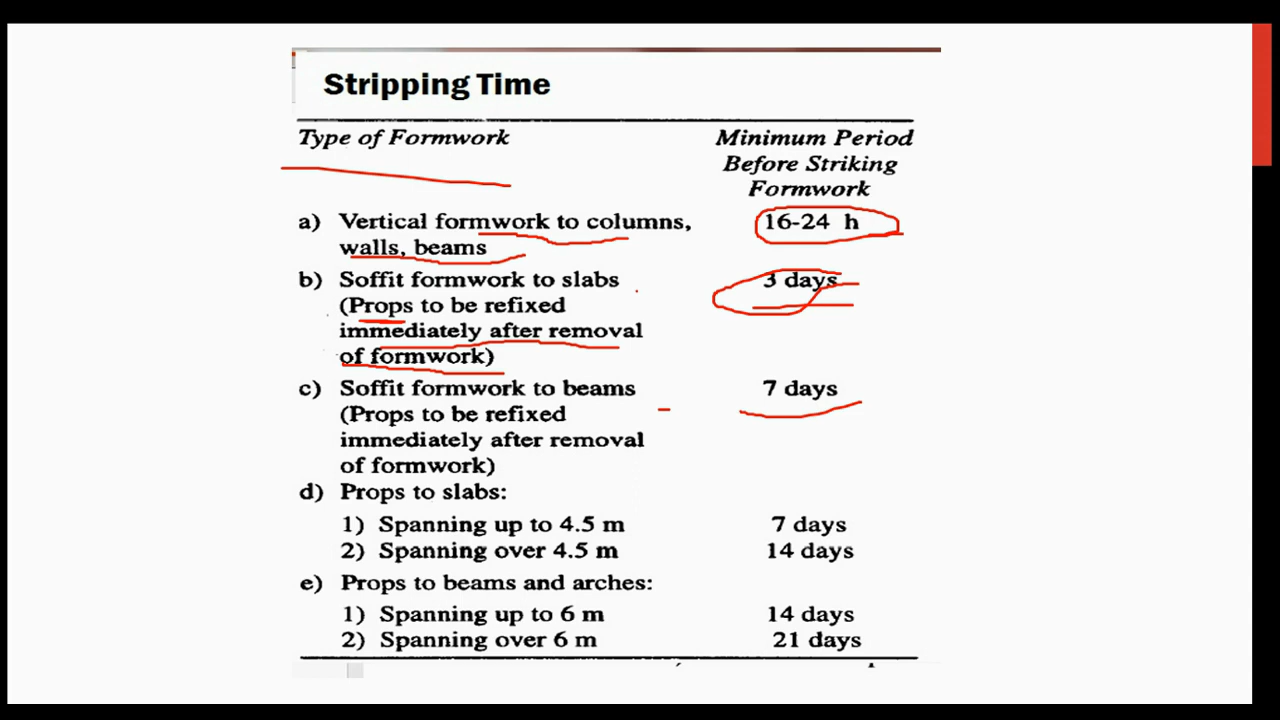 Stripping Time
Type of Formwork Minimum Period
Before Striking
Formwork
a) Vertical formwork to columns, 16-24 h
walls, beams
b) Soffit formwork to slabs 3 days
(Props to be refixed
immediately after removal
of formwork)
c) Soffit formwork to beams 7 days
(Props to be refixed
immediately after removal
of formwork)
d) Props to slabs:
1) Spanning up to 4.5 m 7 days
2) Spanning over 4.5 m 14 days
e) Props to beams and arches:
1) Spanning up to 6 m 14 days
2) Spanning over 6 m 21 days